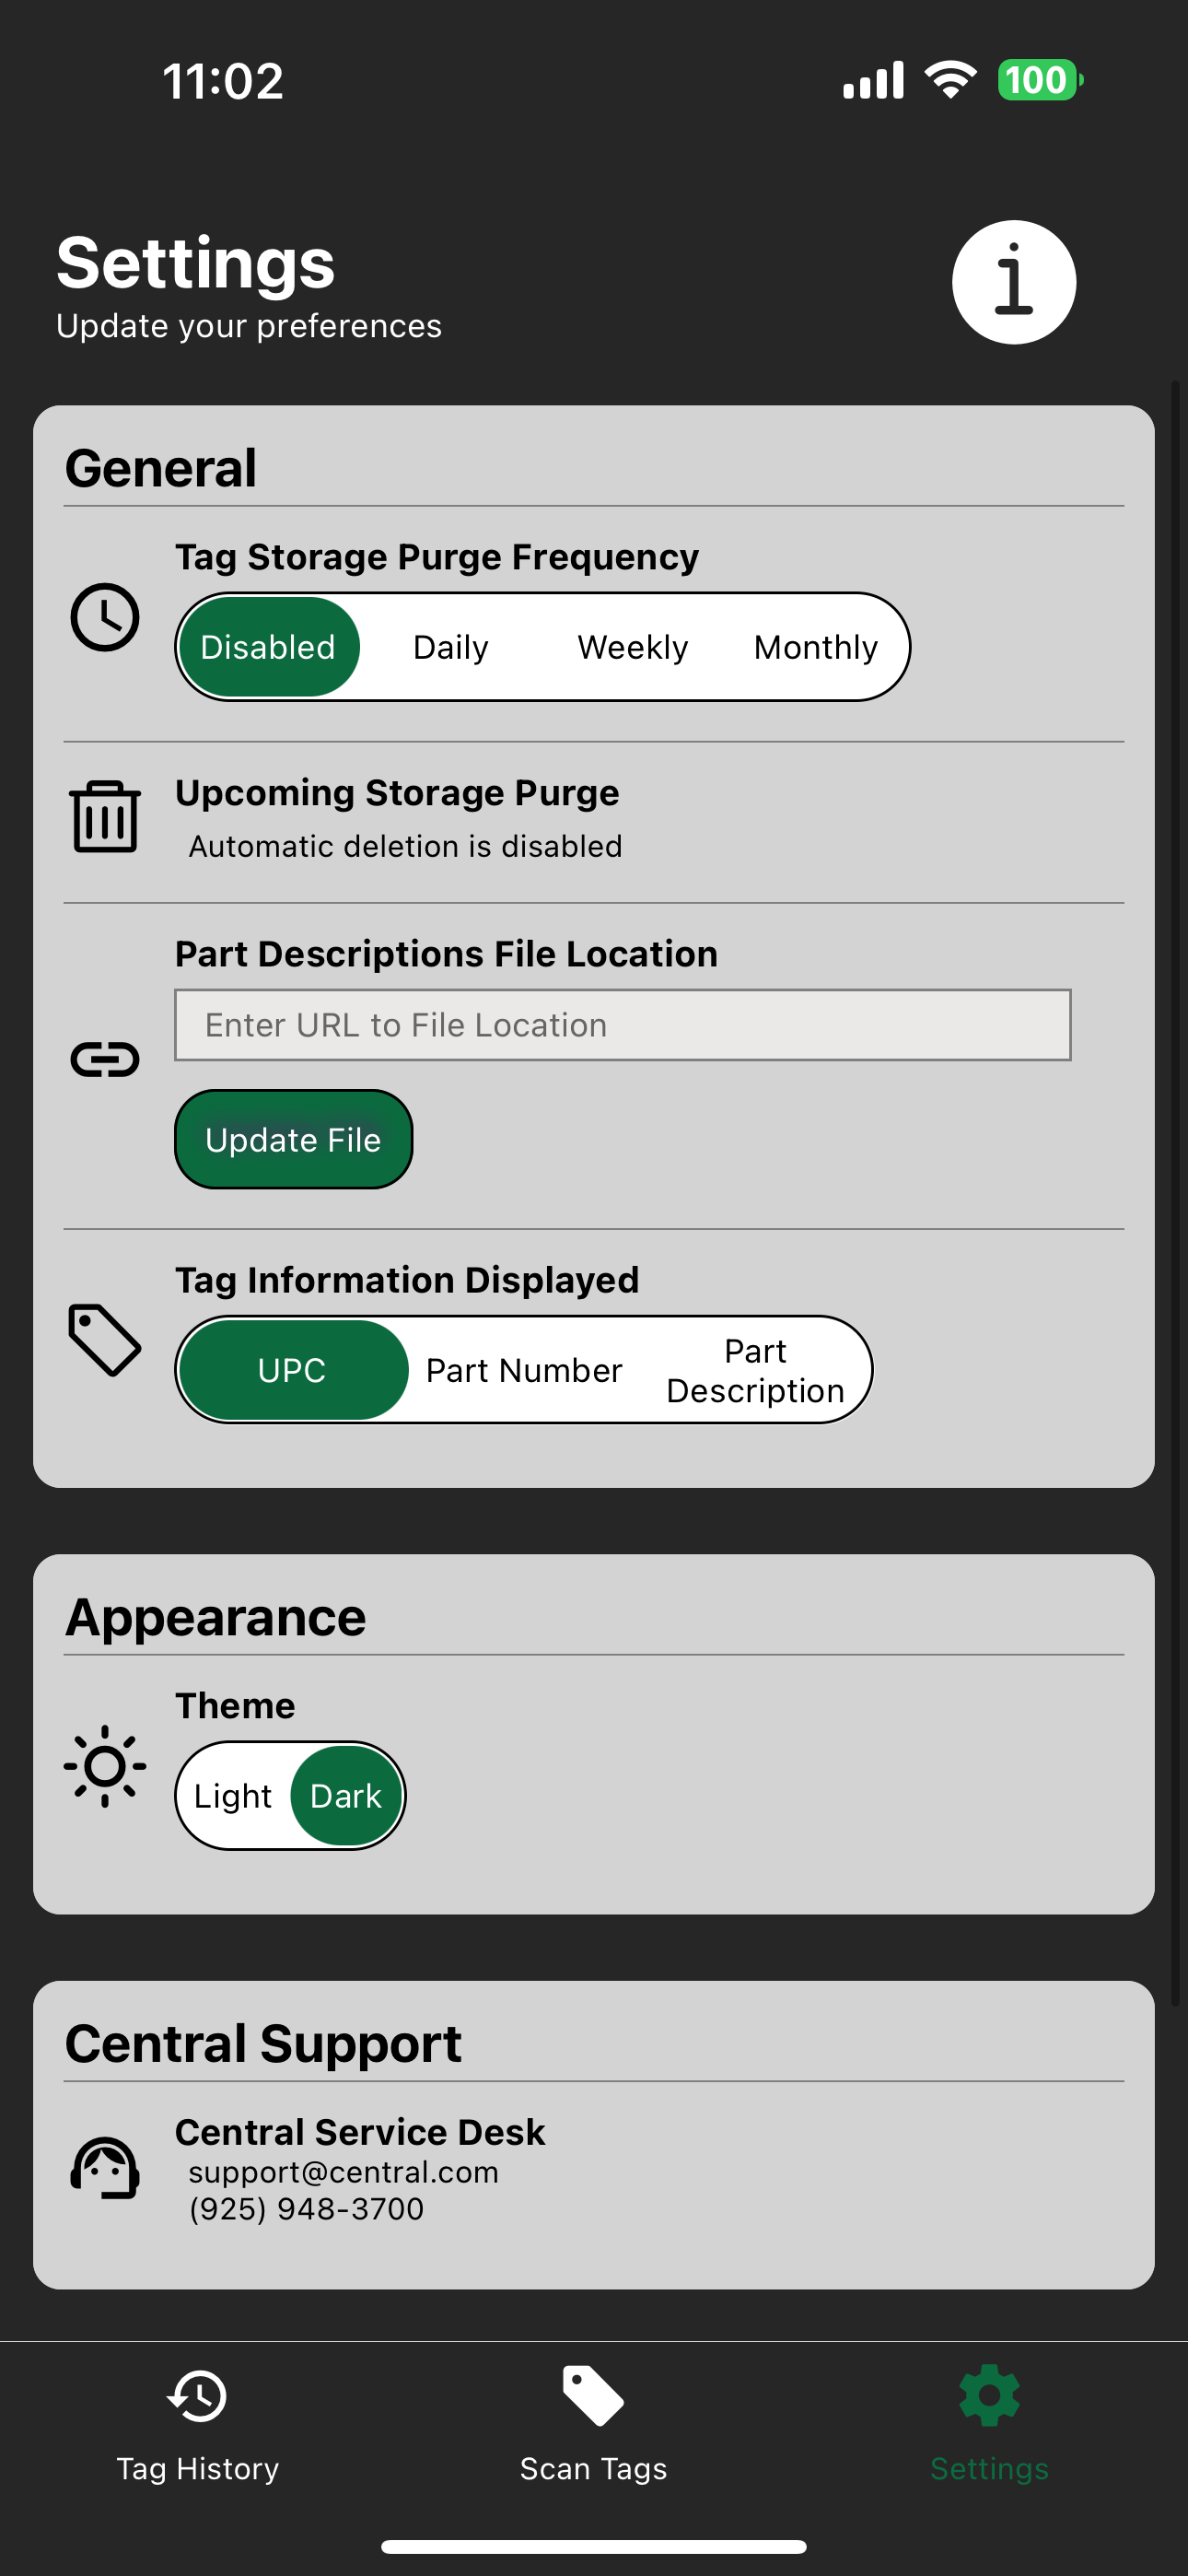 11:02
100
Settings
Update your preferences
i
General
Tag Storage Purge Frequency
Disabled Daily Weekly Monthly
Upcoming Storage Purge
Automatic deletion is disabled
Part Descriptions File Location
Enter URL to File Location
Update File
Tag Information Displayed
UPC Part Number Part
Description
Appearance
Theme
Light Dark
Central Support
Central Service Desk
support@central.com
(925) 948-3700
Tag History Scan Tags Settings